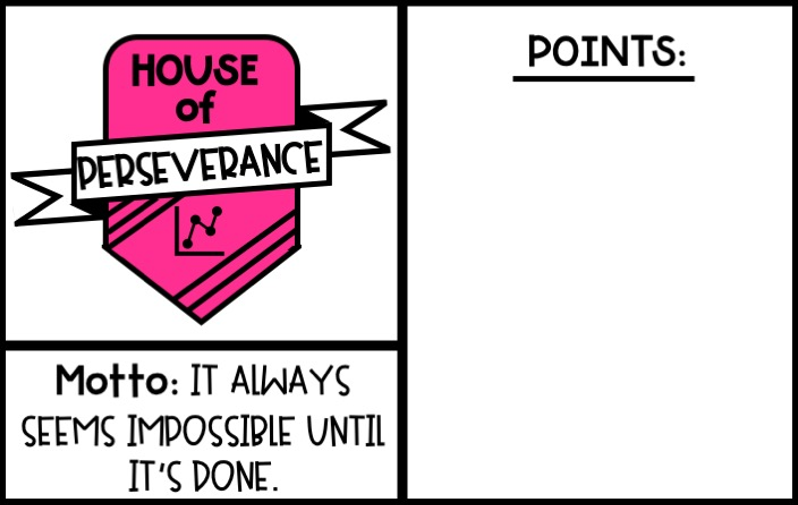 HOUSE
of
PERSEVERANCE
Motto: IT ALWAYS
SEEMS IMPOSSIBLE UNTIL
IT'S DONE.
POINTS: